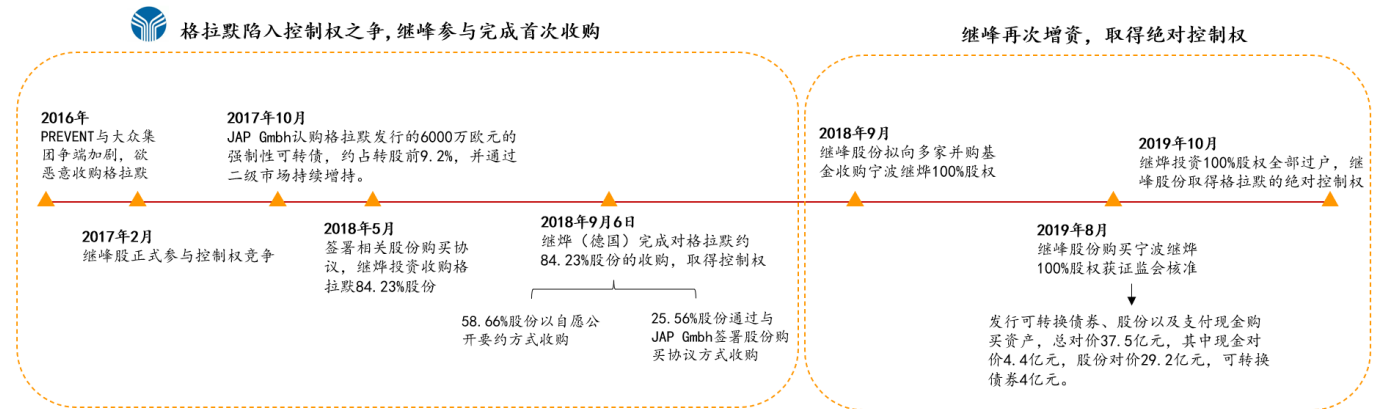 格拉默陷入控制权之争,继峰参与完成首次收购
2016年
PREVENT与大众集
团争端加剧，欲
恶意收购格拉默
2017年2月
继峰股正式参与控制权竞争
2017年10月
JAP Gmbh认购格拉默发行的6000万欧元的
强制性可转债，约占转股前9.2%，并通过
二级市场持续增持。
2018年5月
签署相关股份购买协
议，继烨投资收购格
拉默84.23%股份
2018年9月6日
继烨（德国）完成对格拉默约
84.23%股份的收购，取得控制权
58.66%股份以自愿公
开要约方式收购
25.56%股份通过与
JAP Gmbh签署股份购
买协议方式收购
继峰再次增资，取得绝对控制权
2018年9月
继峰股份拟向多家并购基
金收购宁波继烨100%股权
2019年8月
继峰股份购买宁波继烨
100%股权获证监会核准
发行可转换债券、股份以及支付现金购
买资产，总对价37.5亿元，其中现金对
价4.4亿元，股份对价29.2亿元，可转换
债券4亿元。
2019年10月
继烨投资100%股权全部过户，继
峰股份取得格拉默的绝对控制权